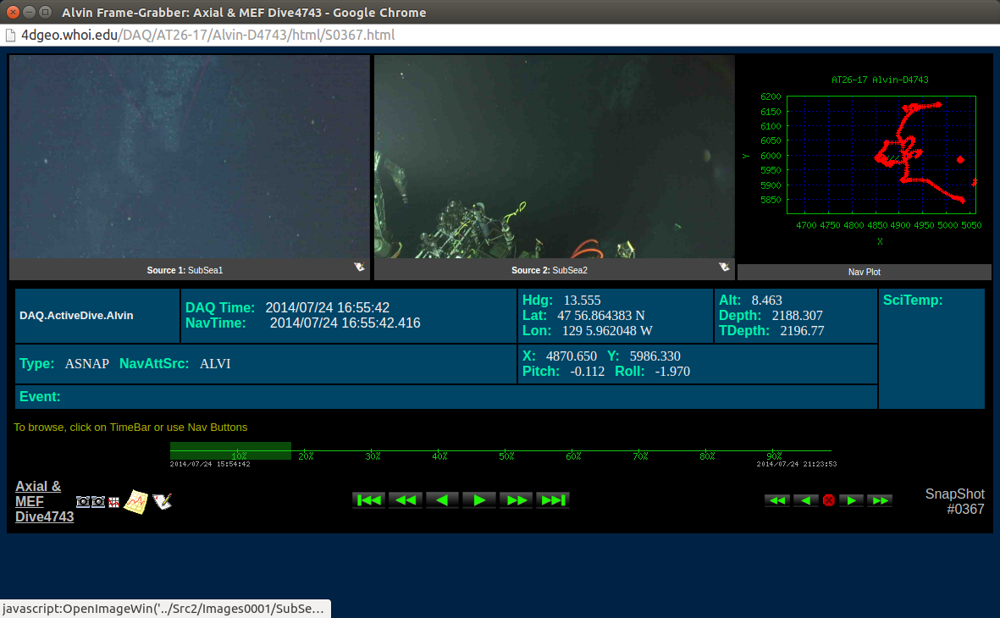 Alvin Frame-Grabber: Axial & MEF Dive4743 - Google Chrome
4dgeo.whoi.edu/DAQ/AT26-17/Alvin-D4743/html/S0367.html
AT26-17 Alvin-D4743
6200
6150
6100
6050
6000
5950
5900
5850
Y
4700 4750 4800 4850 4900 4950 5000 5050
X
Source 1: SubSea1
Source 2: SubSea2
Nav Plot
DAQ.ActiveDive.Alvin
DAQ Time: 2014/07/24 16:55:42
NavTime: 2014/07/24 16:55:42.416
Hdg: 13.555
Lat: 47 56.864383 N
Lon: 129 5.962048 W
Alt: 8.463
Depth: 2188.307
TDepth: 2196.77
SciTemp:
Type: ASNAP NavAttSrc: ALVI
X: 4870.650 Y: 5986.330
Pitch: -0.112 Roll: -1.970
Event:
To browse, click on TimeBar or use Nav Buttons
10% 20% 30% 40% 50% 60% 70% 80% 90%
2014/07/24 15:54:42 2014/07/24 21:23:53
Axial &
MEF
Dive4743
SnapShot
#0367
javascript:OpenImageWin('../Src2/Images0001/SubSe...